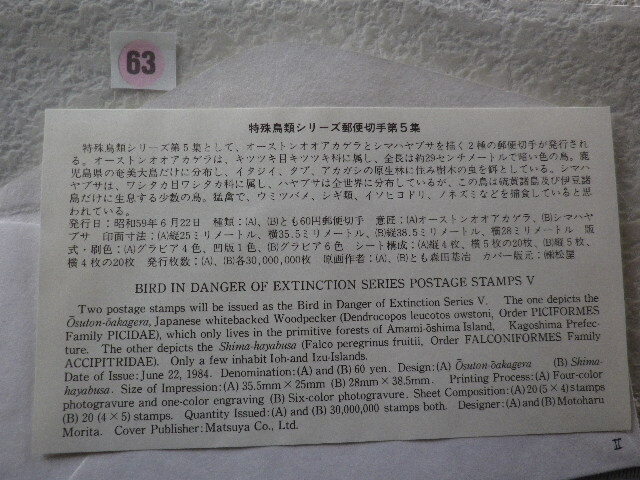 63
特殊鳥類シリーズ郵便切手第5集
特殊鳥類シリーズ第5集として、オーストンオオアカゲラとシマハヤブサを描く2種の郵便切手が発行され
る。オーストンオオアカゲラは、キツツキ目キツツキ科に属し、全長は約29センチメートルで暗い色の鳥。鹿
児島県の奄美大島だけに分布し、イタジイ、タブ、アカガシの原生林に住み樹木の虫を餌としている。シマハ
ヤブサは、ワシタカ目ワシタカ科に属し、ハヤブサは全世界に分布しているが、この鳥は硫黄諸島及び伊豆諸
島だけに生息する少数の鳥。猛禽で、ウミツバメ、シギ類、イソヒヨドリ、ノネズミなどを捕食していると思
われている。
発行日：昭和59年6月22日 種類：(A)、(B)とも60円郵便切手 意匠：(A)オーストンオオアカゲラ、(B)シマハヤ
ブサ 印面寸法：(A)縦25ミリメートル、横35.5ミリメートル、(B)縦38.5ミリメートル、横28ミリメートル 版
式・刷色：(A)グラビア4色、凹版1色、(B)グラビア6色 シート構成：(A)縦4枚、横5枚の20枚、(B)縦5枚、
横4枚の20枚 発行枚数：(A)、(B)各30,000,000枚 原画作者：(A)、(B)とも森田基治 カバー版元：㈱松屋
BIRD IN DANGER OF EXTINCTION SERIES POSTAGE STAMPS V
Two postage stamps will be issued as the Bird in Danger of Extinction Series V. The one depicts the
Ōsuton-ōakagera, Japanese whitebacked Woodpecker (Dendrocopus leucotos owstoni, Order PICIFORMES
Family PICIDAE), which only lives in the primitive forests of Amami-ōshima Island, Kagoshima Prefec-
ture. The other depicts the Shima-hayabusa (Falco peregrinus fruitii, Order FALCONIFORMES Family
ACCIPITRIDAE). Only a few inhabit Ioh-and Izu-Islands.
Date of Issue: June 22, 1984. Denomination: (A) and (B) 60 yen. Design: (A) Ōsuton-ōakagera (B) Shima-
hayabusa. Size of Impression: (A) 35.5mm×25mm (B) 28mm×38.5mm. Printing Process: (A) Four-color
photogravure and one-color engraving (B) Six-color photogravure. Sheet Composition: (A) 20 (5×4) stamps
(B) 20 (4×5) stamps. Quantity Issued: (A) and (B) 30,000,000 stamps both. Designer: (A) and (B) Motoharu
Morita. Cover Publisher: Matsuya Co., Ltd.
II